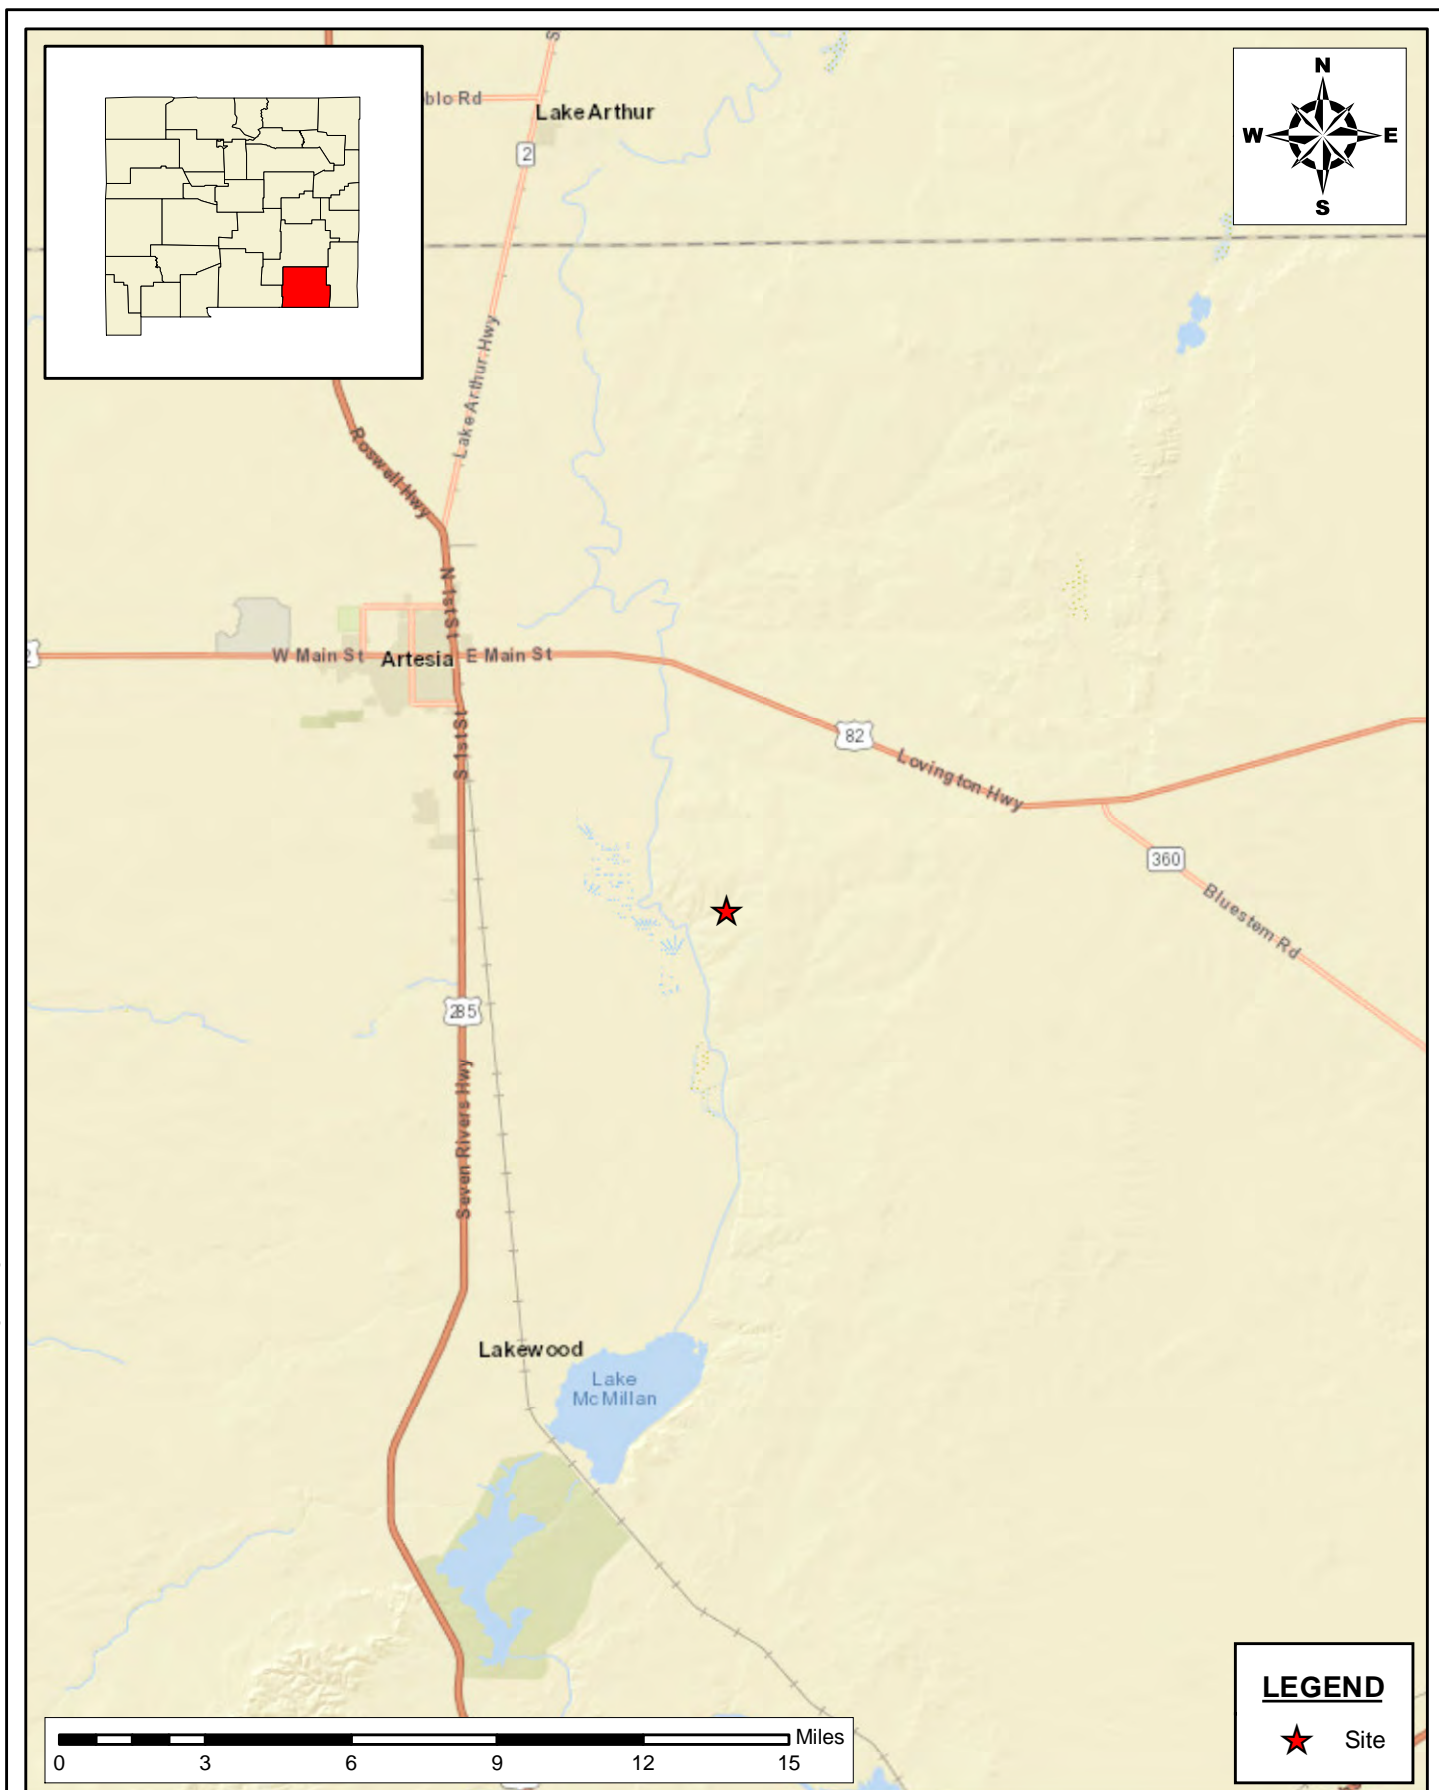 S
N
W E
S
blo Rd
Lake Arthur
2
Lake Arthur Hwy
Roswell Hwy
N 1st St
W Main St
Artesia
E Main St
S 1st St
82
Lovington Hwy
360
Bluestem Rd
285
Seven Rivers Hwy
Lakewood
Lake
McMillan
LEGEND
Site
Miles
0 3 6 9 12 15